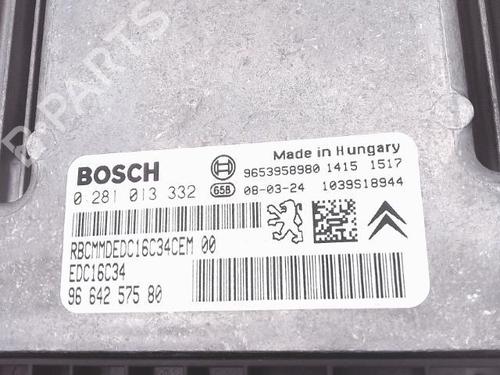 B-PARTS
Made in Hungary
BOSCH
9653958980 1415 1517
0 281 013 332 G5B 08-03-24 1039S18944
RBCMMDEDC16C34CEM 00
EDC16C34
96 642 575 80